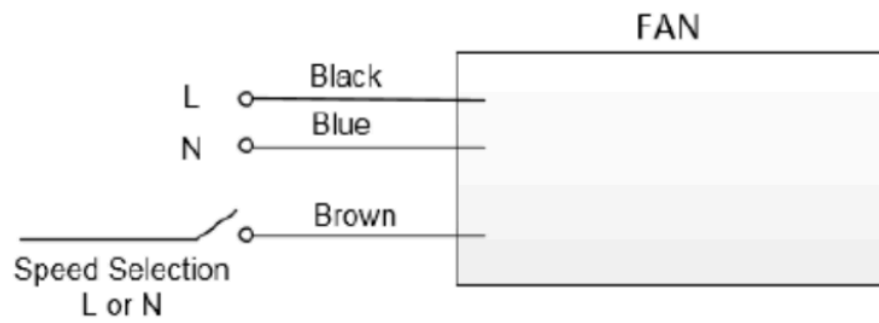 FAN
L
Black
N
Blue
Brown
Speed Selection
L or N